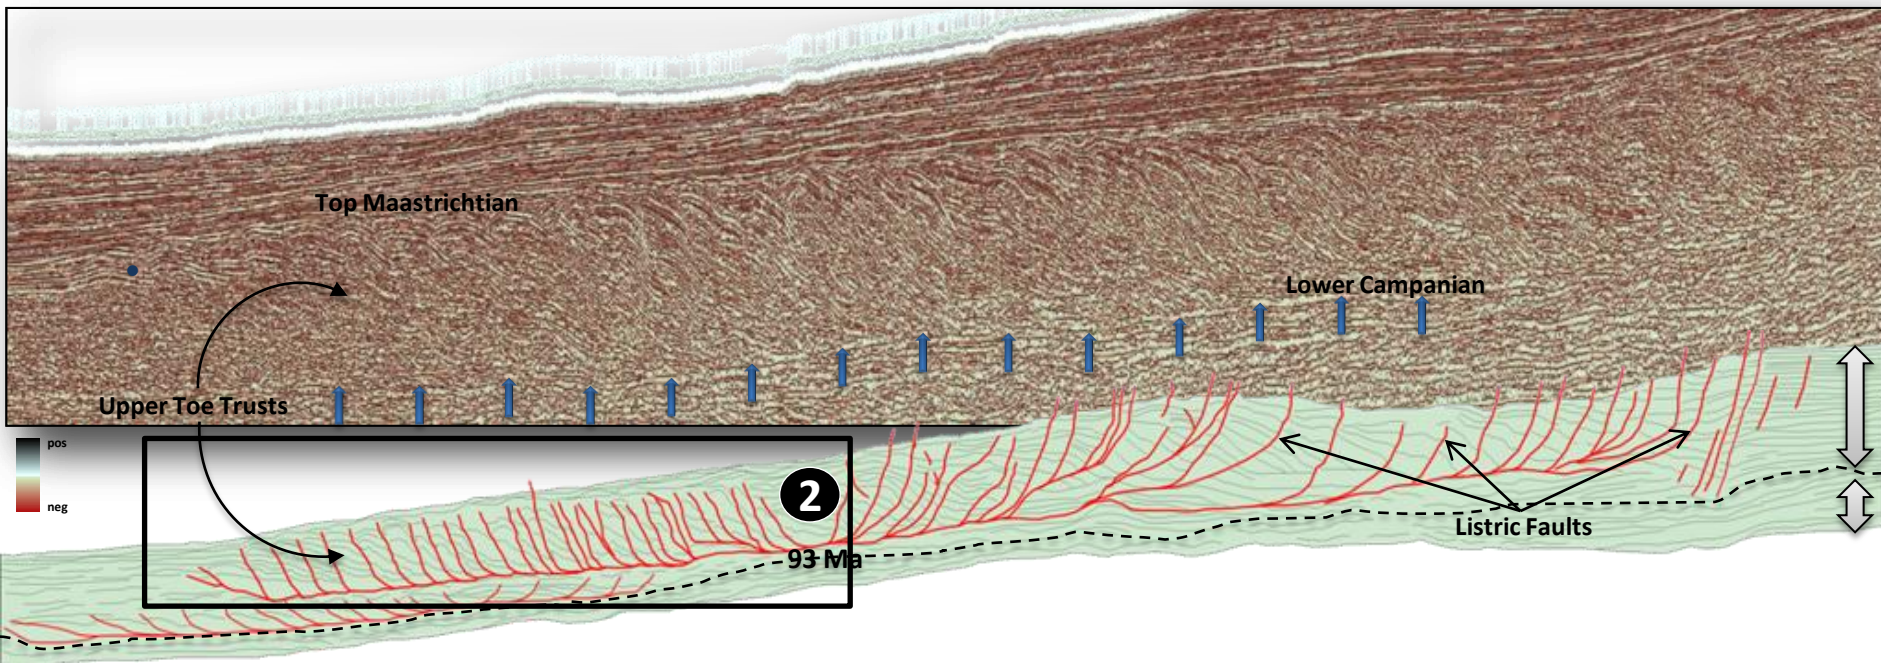 Top Maastrichtian
Lower Campanian
Upper Toe Trusts
pos
neg
2
93 Ma
Listric Faults